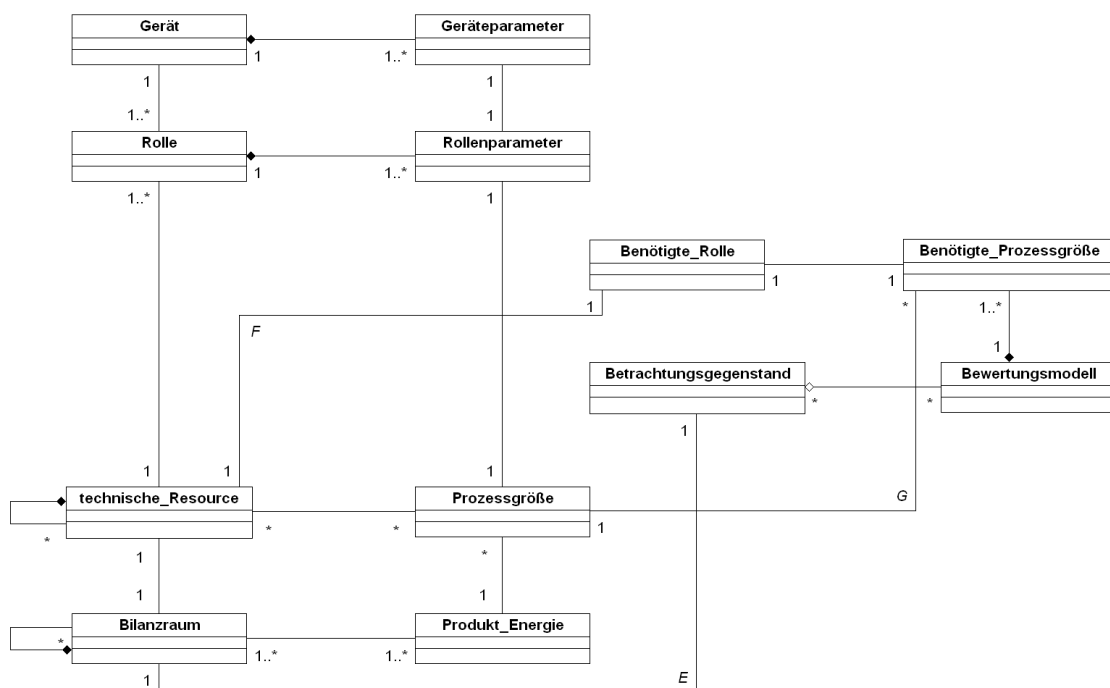 Gerät
Geräteparameter
1
1..*
1
1
1..*
1
Rolle
Rollenparameter
1
1..*
1..*
1
Benötigte_Rolle
Benötigte_Prozessgröße
1
1
1
*
F
1..*
1
Betrachtungsgegenstand
Bewertungsmodell
*
*
1
1
1
1
technische_Resource
Prozessgröße
G
*
*
*
1
1
*
1
1
Bilanzraum
Produkt_Energie
*
1..*
1..*
1
E